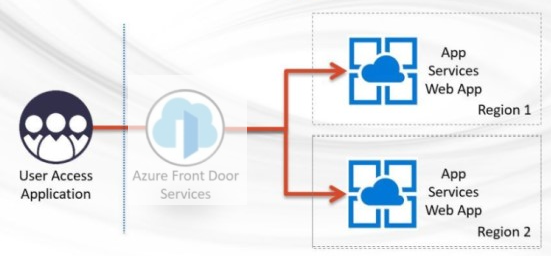 User Access
Application
Azure Front Door
Services
App
Services
Web App
Region 1
App
Services
Web App
Region 2